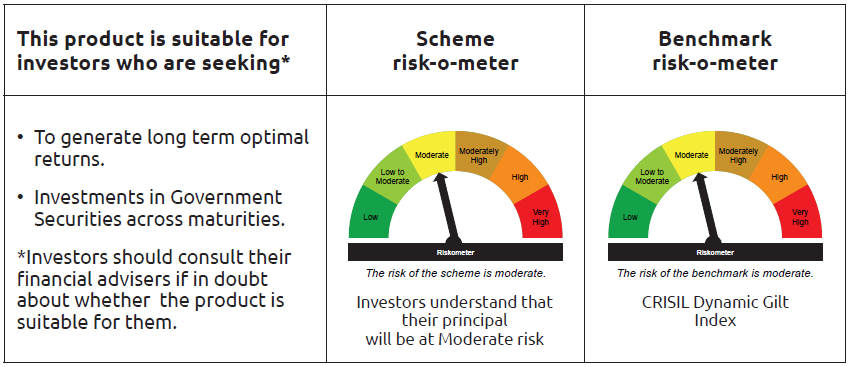 This product is suitable for
investors who are seeking*
Scheme
risk-o-meter
Benchmark
risk-o-meter
• To generate long term optimal
returns.
• Investments in Government
Securities across maturities.
*Investors should consult their
financial advisers if in doubt
about whether the product is
suitable for them.
Low
Low to
Moderate
Moderate
Moderately
High
High
Very
High
Riskometer
The risk of the scheme is moderate.
Investors understand that
their principal
will be at Moderate risk
Low
Low to
Moderate
Moderate
Moderately
High
High
Very
High
Riskometer
The risk of the benchmark is moderate.
CRISIL Dynamic Gilt
Index